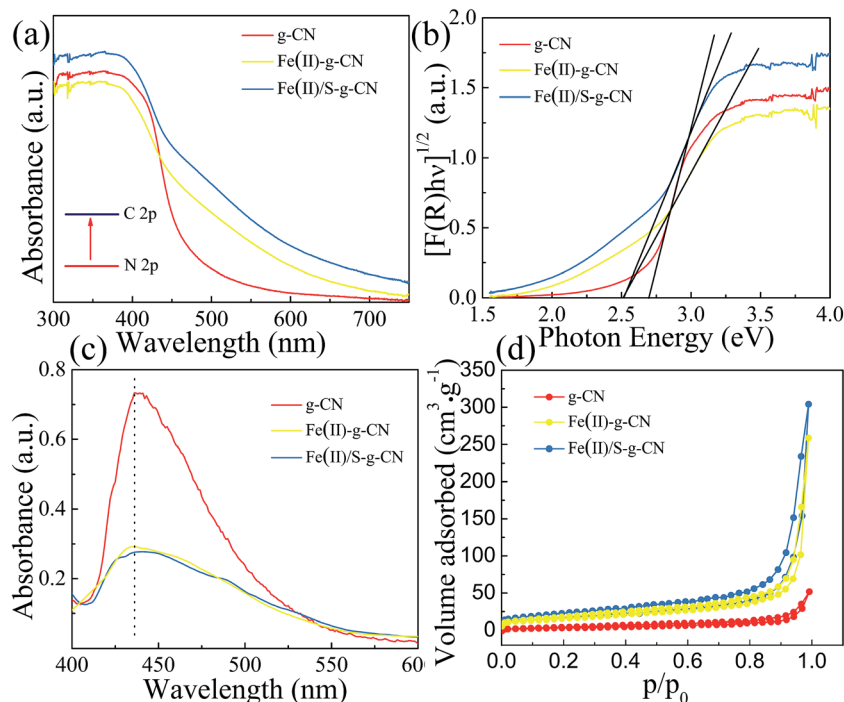 (a)
g-CN
Fe(II)-g-CN
Fe(II)/S-g-CN
C 2p
N 2p
Absorbance (a.u.)
300 400 500 600 700
Wavelength (nm)
(b)
g-CN
Fe(II)-g-CN
Fe(II)/S-g-CN
[F(R)hν]^1/2 (a.u.)
2.0
1.5
1.0
0.5
0.0
1.5 2.0 2.5 3.0 3.5 4.0
Photon Energy (eV)
(c)
g-CN
Fe(II)-g-CN
Fe(II)/S-g-CN
Absorbance (a.u.)
0.8
0.6
0.4
0.2
400 450 500 550 600
Wavelength (nm)
(d)
g-CN
Fe(II)-g-CN
Fe(II)/S-g-CN
Volume adsorbed (cm³·g⁻¹)
350
300
250
200
150
100
50
0
0.0 0.2 0.4 0.6 0.8 1.0
p/p₀